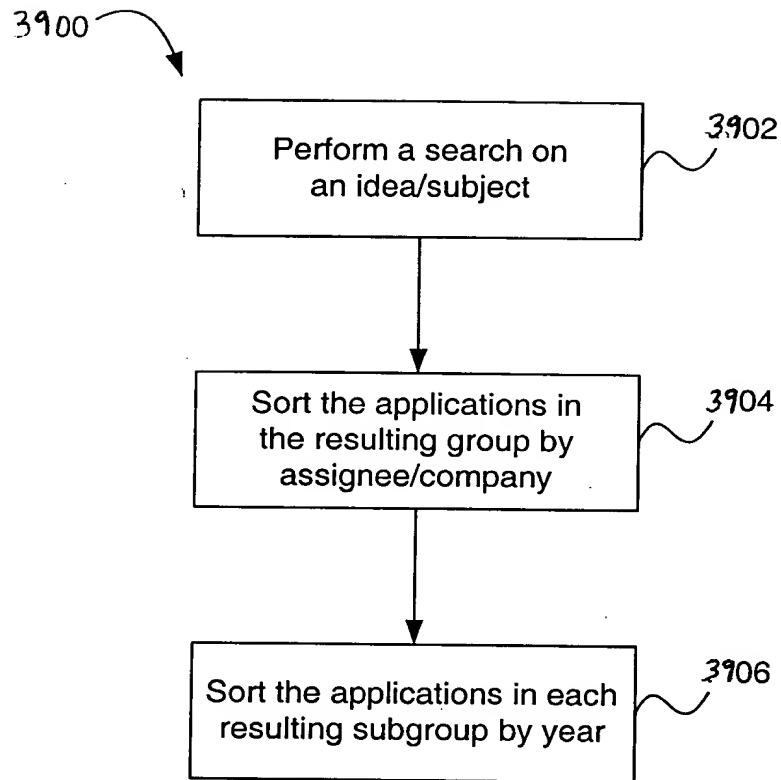 3900
3902
Perform a search on
an idea/subject
3904
Sort the applications in
the resulting group by
assignee/company
3906
Sort the applications in each
resulting subgroup by year